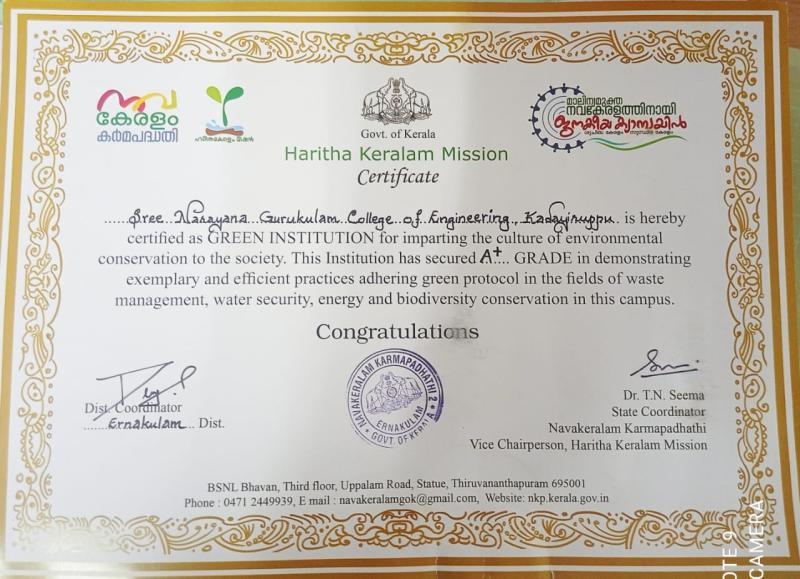 നവ
കേരളം
കർമപദ്ധതി
ഹരിതകേരളം മിഷൻ
Govt. of Kerala
മാലിന്യമുക്ത
നവകേരളത്തിനായി
ജനകീയ ക്യാമ്പയിൻ
Haritha Keralam Mission
Certificate
......Sree Narayana Gurukulam College of Engineering, Kadayiruppu.. is hereby
certified as GREEN INSTITUTION for imparting the culture of environmental
conservation to the society. This Institution has secured A+.... GRADE in demonstrating
exemplary and efficient practices adhering green protocol in the fields of waste
management, water security, energy and biodiversity conservation in this campus.
Congratulations
NAVAKERALAM KARMAPADHATHI 2
ERNAKULAM
GOVT. OF KERALA
Dist. Coordinator
......Ernakulam.... Dist.
Dr. T.N. Seema
State Coordinator
Navakeralam Karmapadhathi
Vice Chairperson, Haritha Keralam Mission
BSNL Bhavan, Third floor, Uppalam Road, Statue, Thiruvananthapuram 695001
Phone : 0471 2449939, E mail : navakeralamgok@gmail.com, Website: nkp.kerala.gov.in
OTE 9
CAMERA